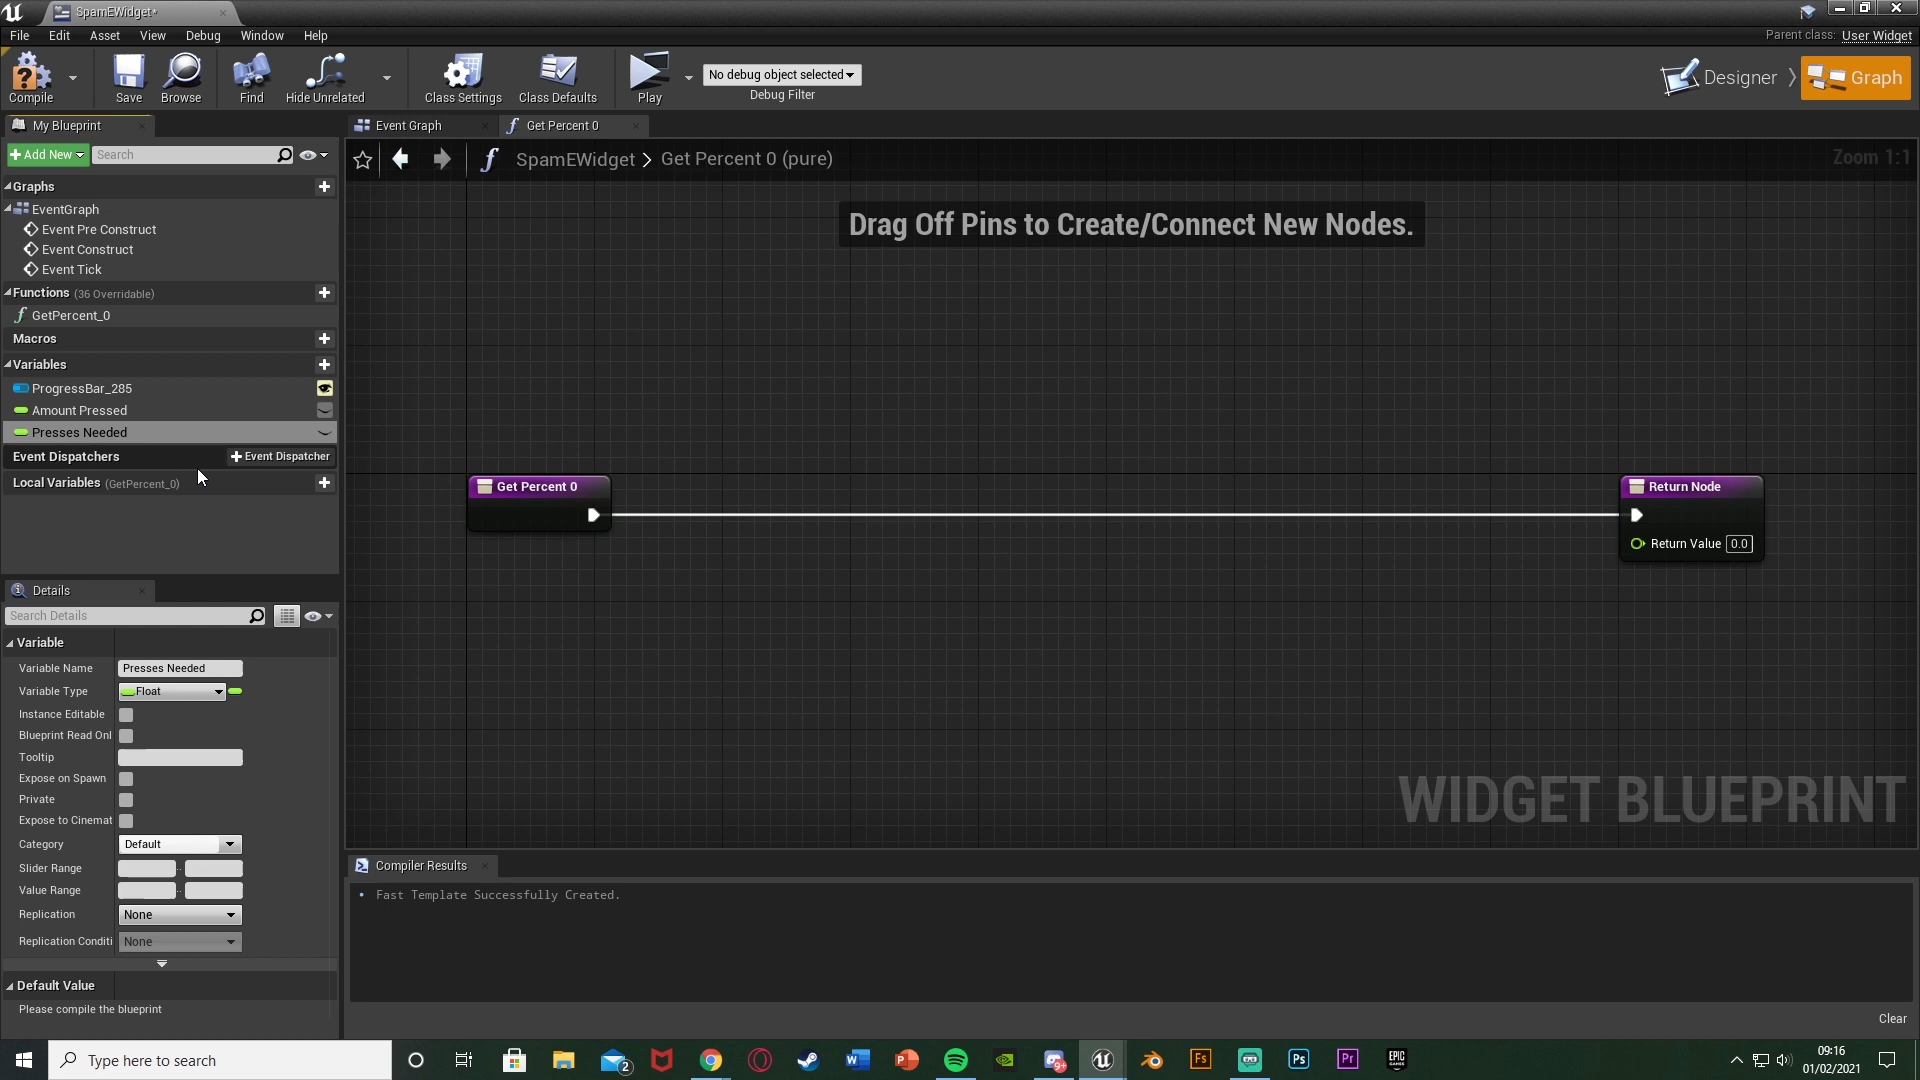 SpamEWidget*
File Edit Asset View Debug Window Help
Parent class: User Widget
Compile
Save
Browse
Find
Hide Unrelated
Class Settings
Class Defaults
Play
No debug object selected
Debug Filter
Designer
Graph
My Blueprint
Event Graph
Get Percent 0
Add New
Search
SpamEWidget > Get Percent 0 (pure)
Zoom 1:1
Drag Off Pins to Create/Connect New Nodes.
Graphs
EventGraph
Event Pre Construct
Event Construct
Event Tick
Functions (36 Overridable)
GetPercent_0
Macros
Variables
ProgressBar_285
Amount Pressed
Presses Needed
Event Dispatchers
Event Dispatcher
Local Variables (GetPercent_0)
Get Percent 0
Return Node
Return Value 0.0
WIDGET BLUEPRINT
Details
Search Details
Variable
Variable Name Presses Needed
Variable Type Float
Instance Editable
Blueprint Read Onl
Tooltip
Expose on Spawn
Private
Expose to Cinemat
Category Default
Slider Range
Value Range
Replication None
Replication Conditi None
Default Value
Please compile the blueprint
Compiler Results
Fast Template Successfully Created.
Clear
Type here to search
09:16
01/02/2021